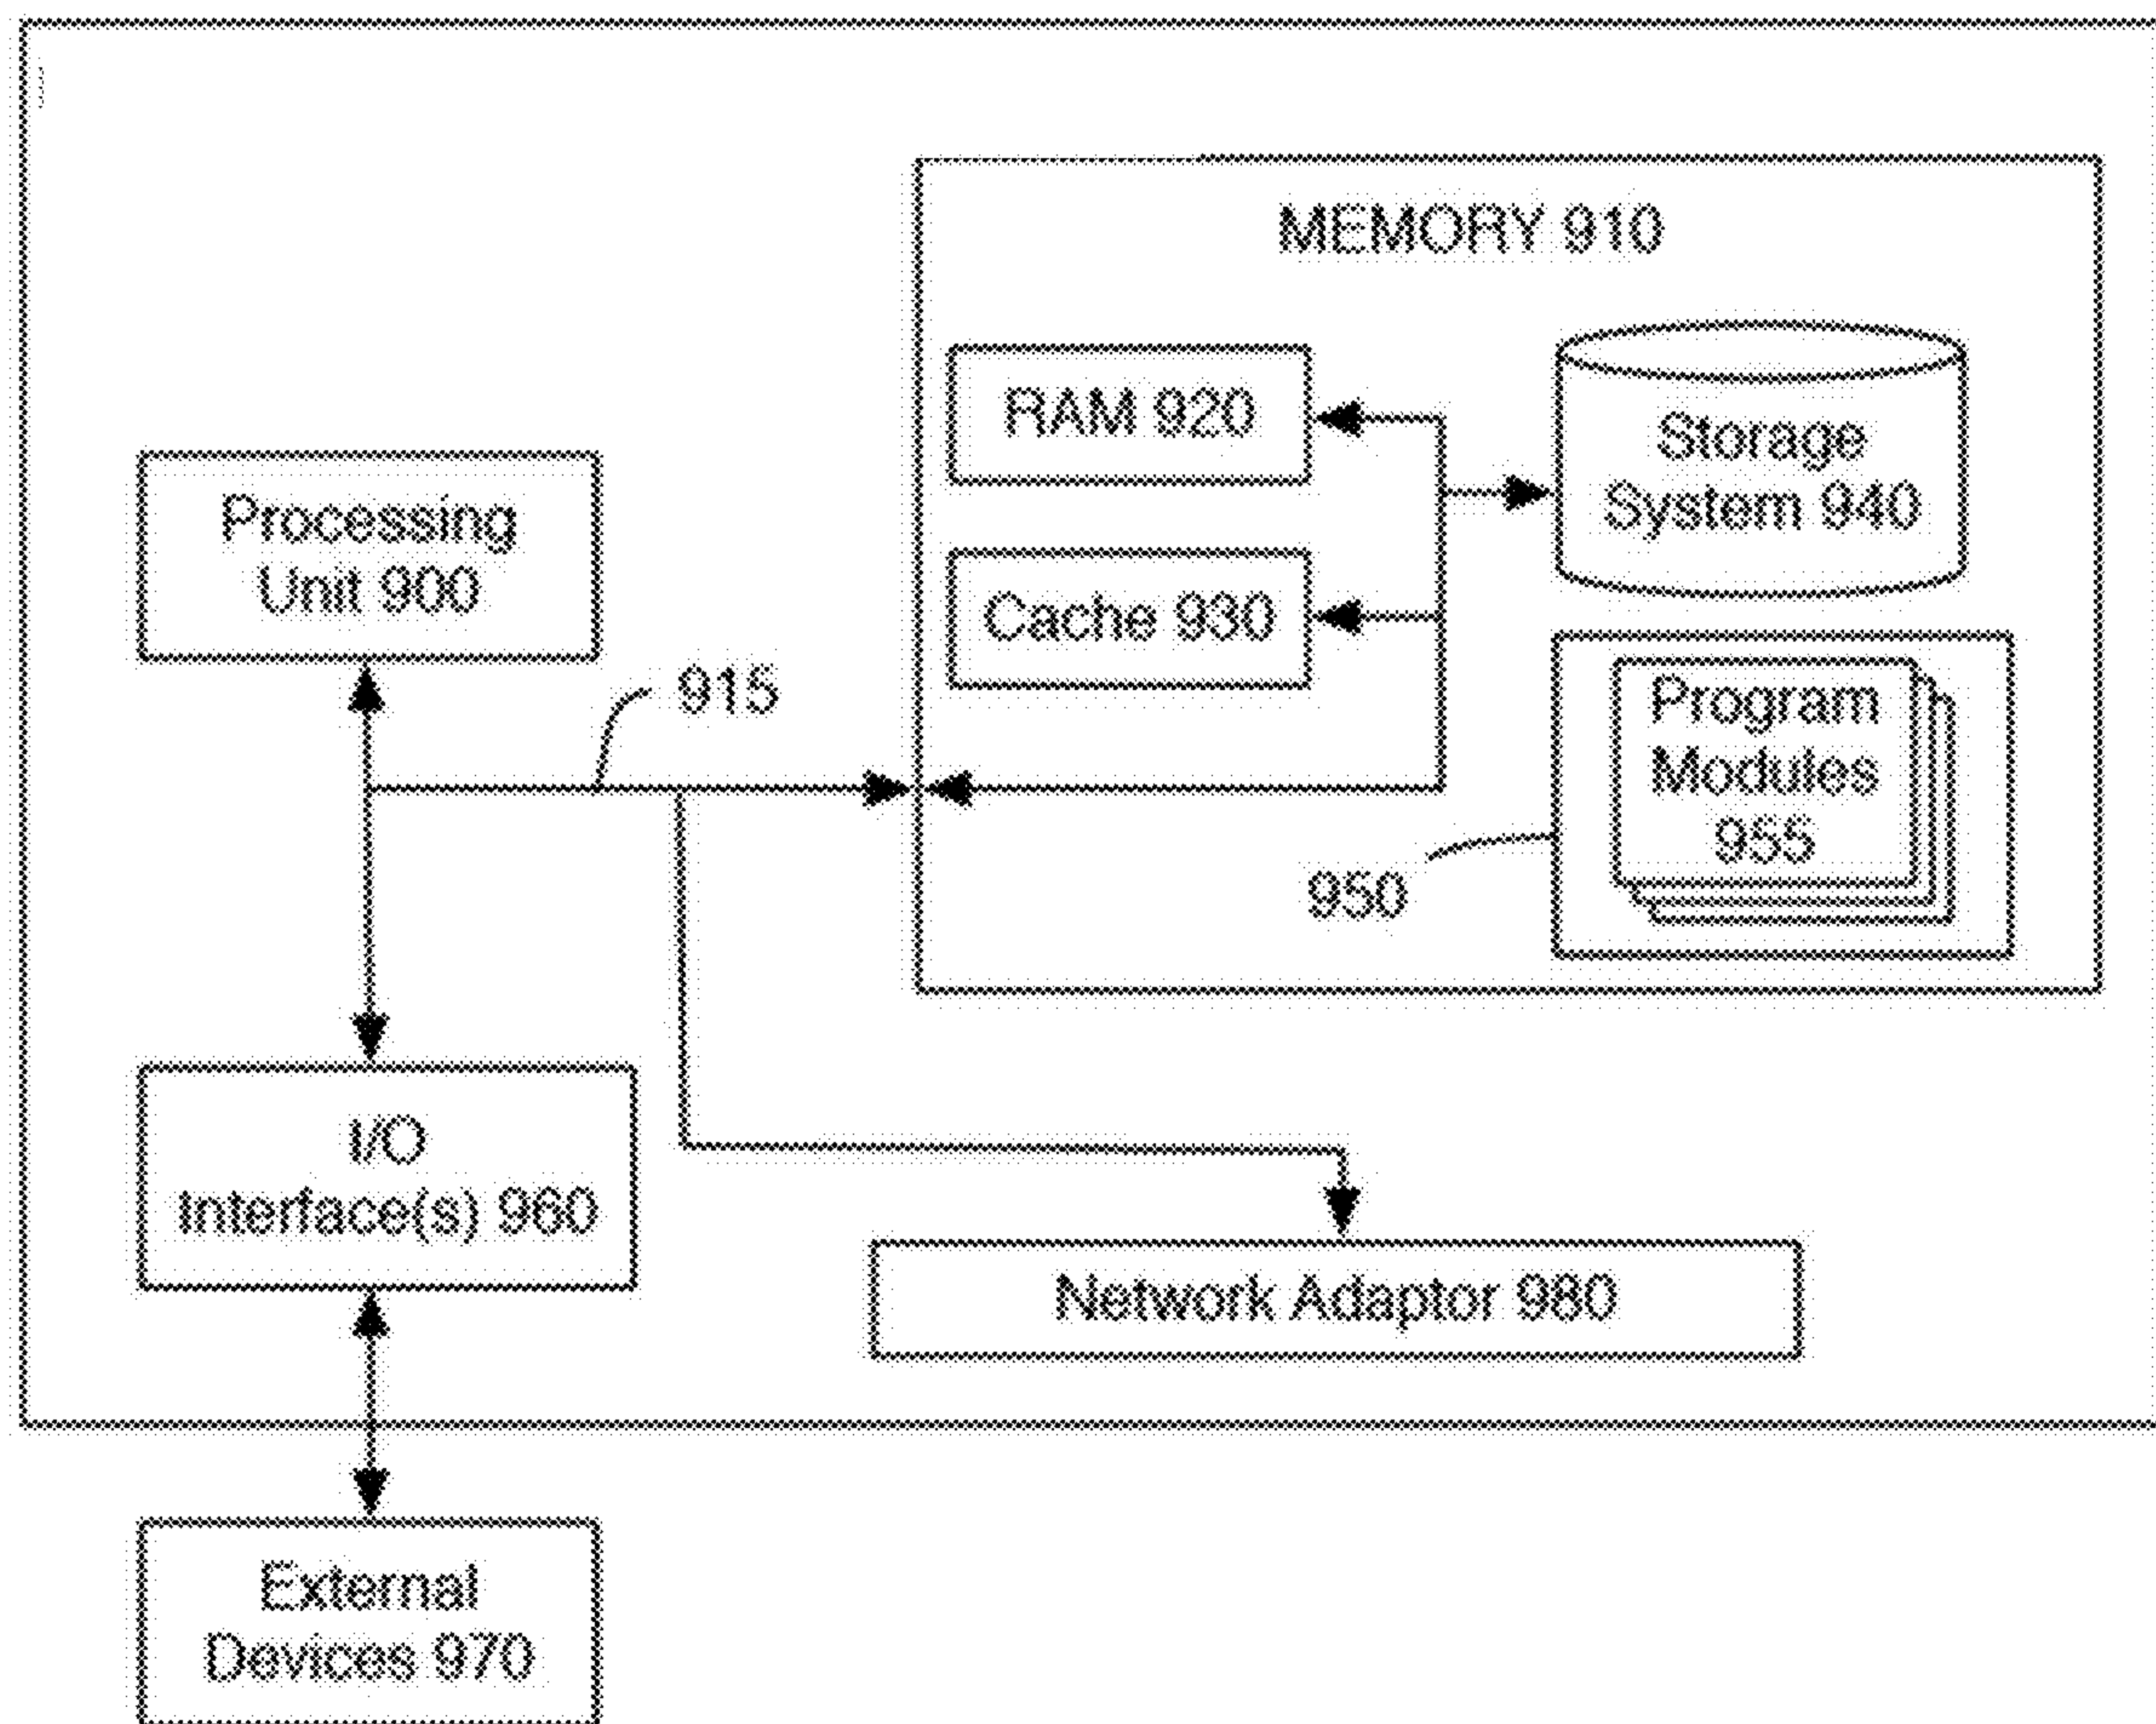 MEMORY 910
RAM 920
Storage
System 940
Processing
Unit 900
Cache 930
915
Program
Modules
955
950
I/O
Interface(s) 960
Network Adaptor 980
External
Devices 970